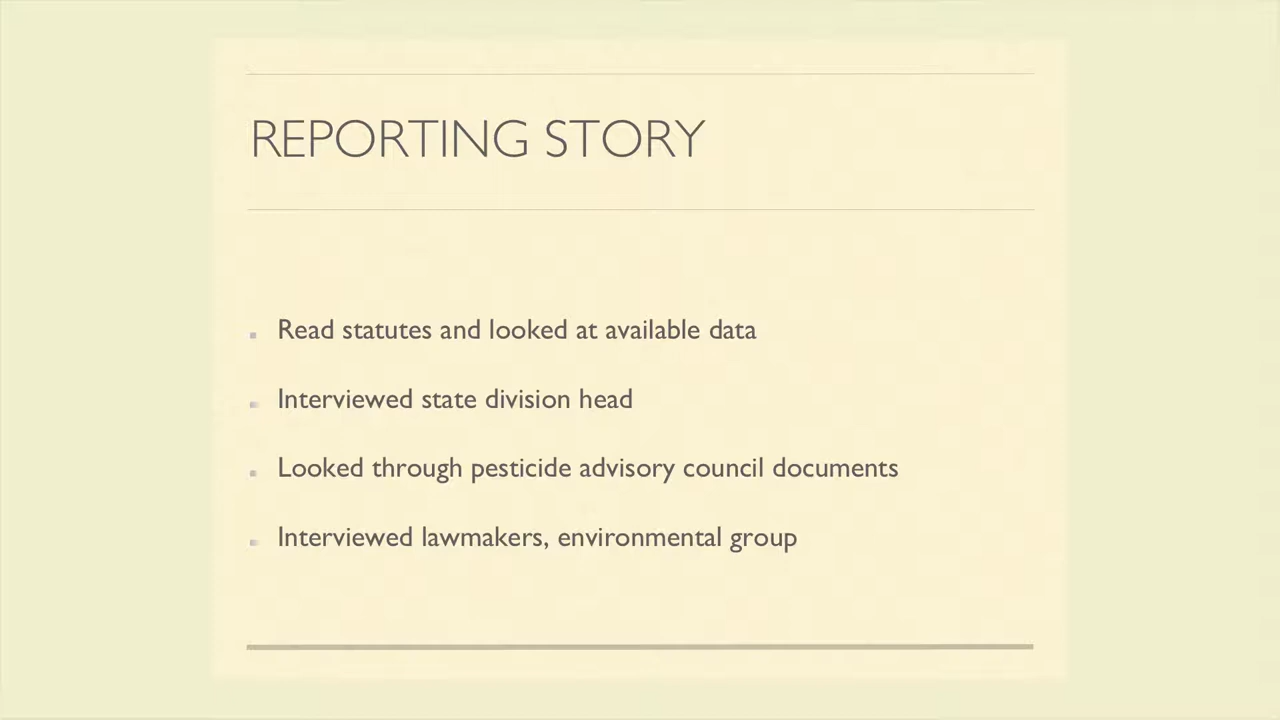 REPORTING STORY
Read statutes and looked at available data
Interviewed state division head
Looked through pesticide advisory council documents
Interviewed lawmakers, environmental group